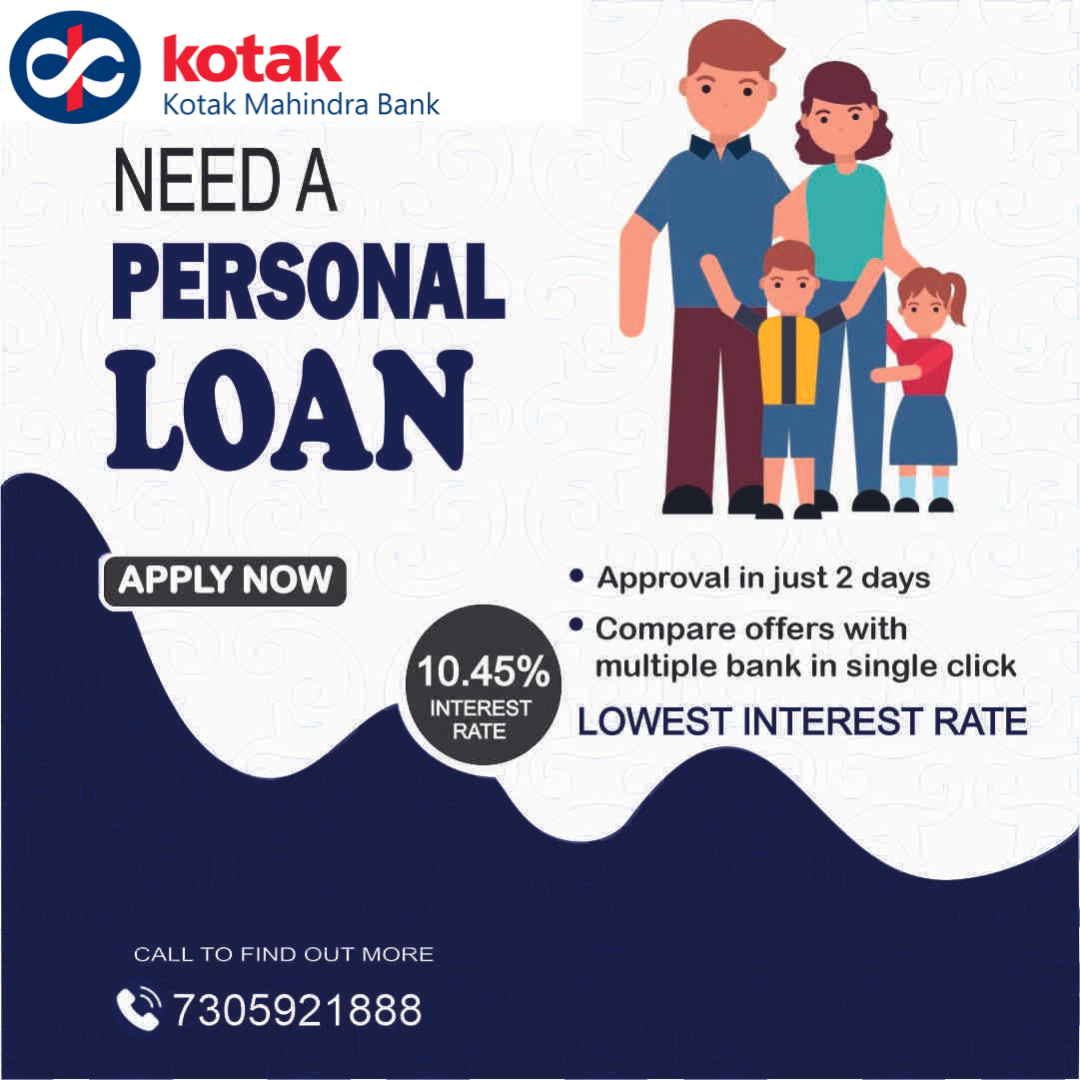 kotak
Kotak Mahindra Bank
NEED A
PERSONAL
LOAN
APPLY NOW
10.45%
INTEREST
RATE
• Approval in just 2 days
• Compare offers with
multiple bank in single click
LOWEST INTEREST RATE
CALL TO FIND OUT MORE
7305921888